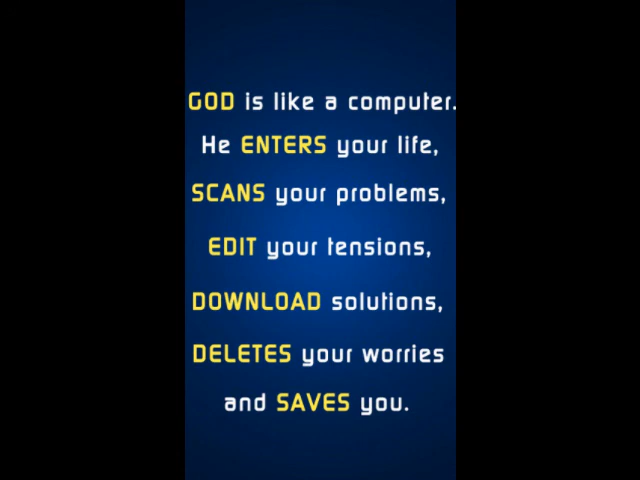 GOD is like a computer.
He ENTERS your life,
SCANS your problems,
EDIT your tensions,
DOWNLOAD solutions,
DELETES your worries
and SAVES you.